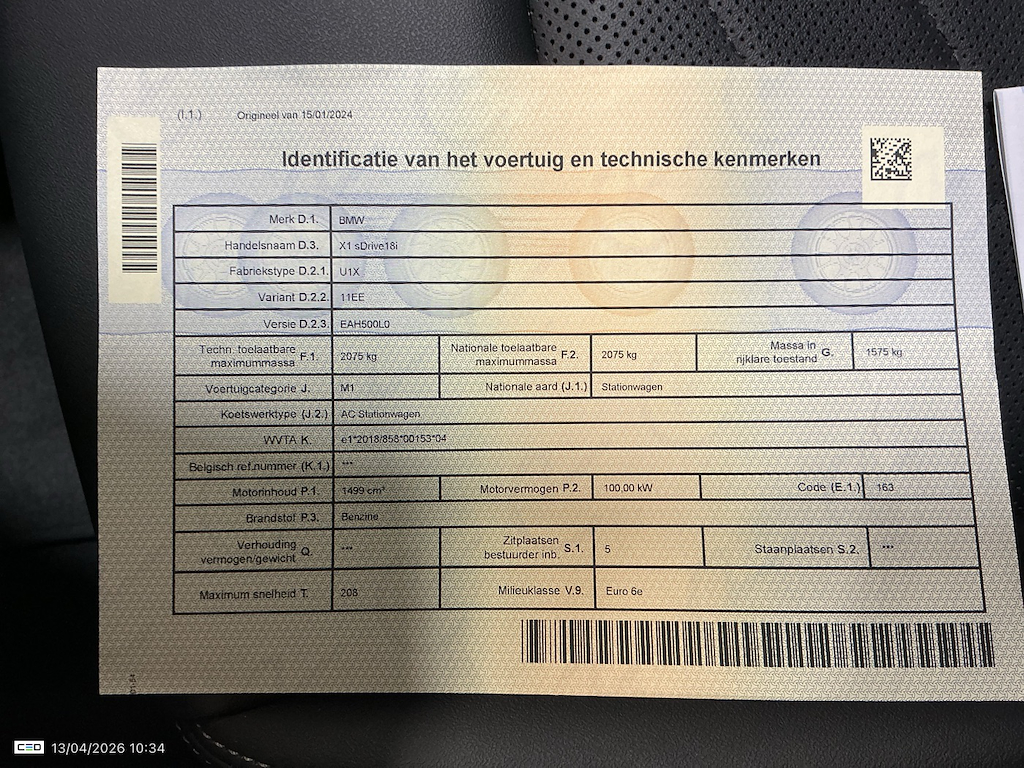 (I.1.) Origineel van 15/01/2024
Identificatie van het voertuig en technische kenmerken
Merk D.1. BMW
Handelsnaam D.3. X1 sDrive18i
Fabriekstype D.2.1. U1X
Variant D.2.2. 11EE
Versie D.2.3. EAH500L0
Techn. toelaatbare maximummassa F.1. 2075 kg Nationale toelaatbare maximummassa F.2. 2075 kg Massa in rijklare toestand G. 1575 kg
Voertuigcategorie J. M1 Nationale aard (J.1.) Stationwagen
Koetswerktype (J.2.) AC Stationwagen
WVTA K. e1*2018/858*00153*04
Belgisch ref.nummer (K.1.) ***
Motorinhoud P.1. 1499 cm³ Motorvermogen P.2. 100,00 kW Code (E.1.) 163
Brandstof P.3. Benzine
Verhouding vermogen/gewicht Q. *** Zitplaatsen bestuurder inb. S.1. 5 Staanplaatsen S.2. ***
Maximum snelheid T. 208 Milieuklasse V.9. Euro 6e
CEO 13/04/2026 10:34